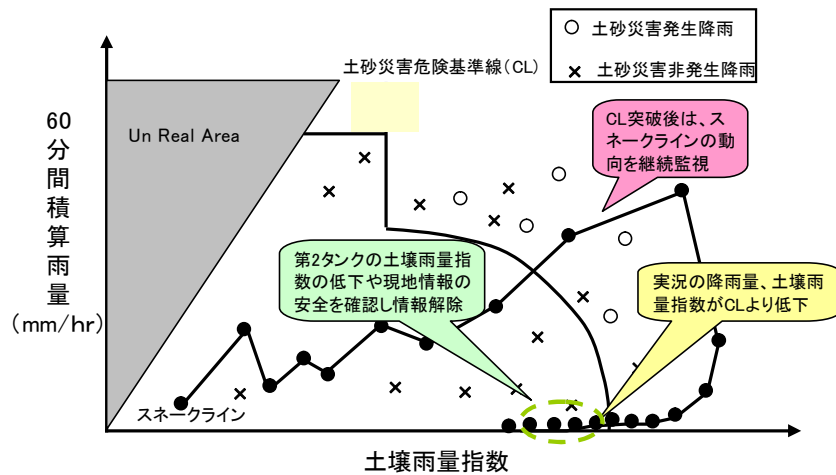 ○ 土砂災害発生降雨
× 土砂災害非発生降雨
土砂災害危険基準線(CL)
60
分
間
積
算
雨
量
(mm/hr)
Un Real Area
CL突破後は、ス
ネークラインの動
向を継続監視
第2タンクの土壌雨量指
数の低下や現地情報の
安全を確認し情報解除
実況の降雨量、土壌雨
量指数がCLより低下
スネークライン
土壌雨量指数